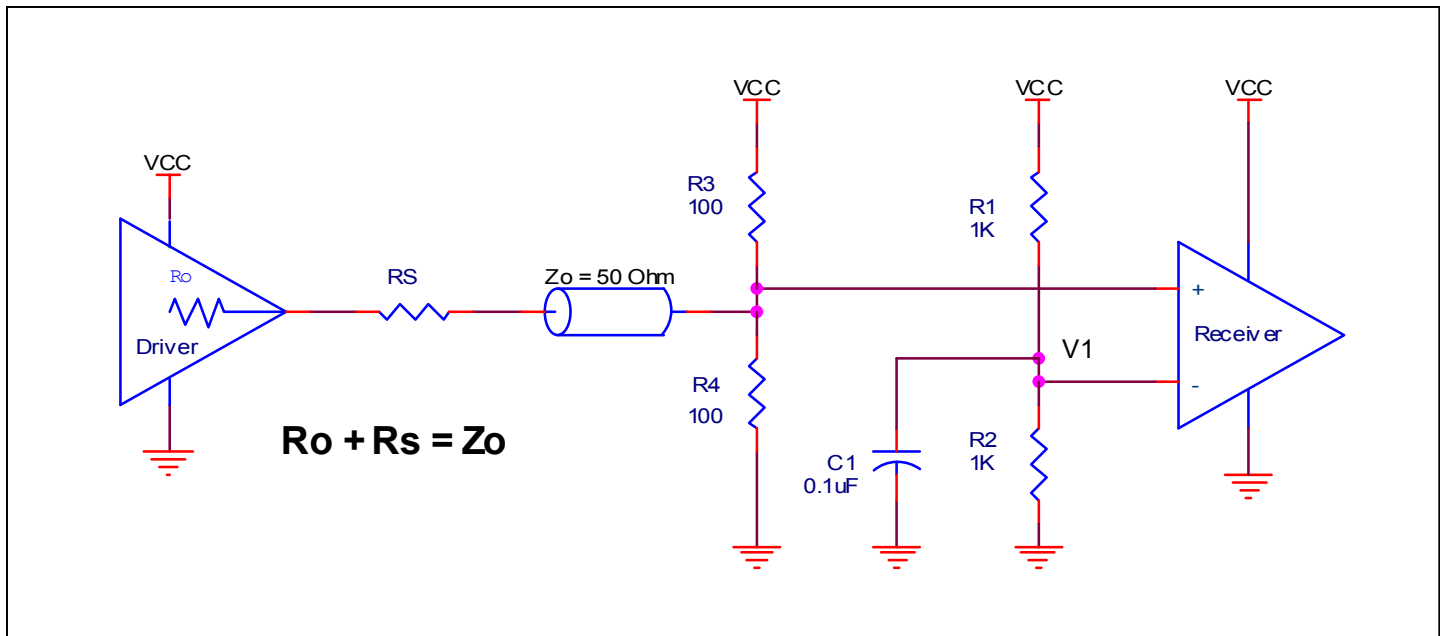 VCC
VCC
VCC
VCC
R3
100
R1
1K
Ro
RS
Zo = 50 Ohm
+
Driver
Receiver
V1
R4
100
-
Ro + Rs = Zo
C1
0.1uF
R2
1K